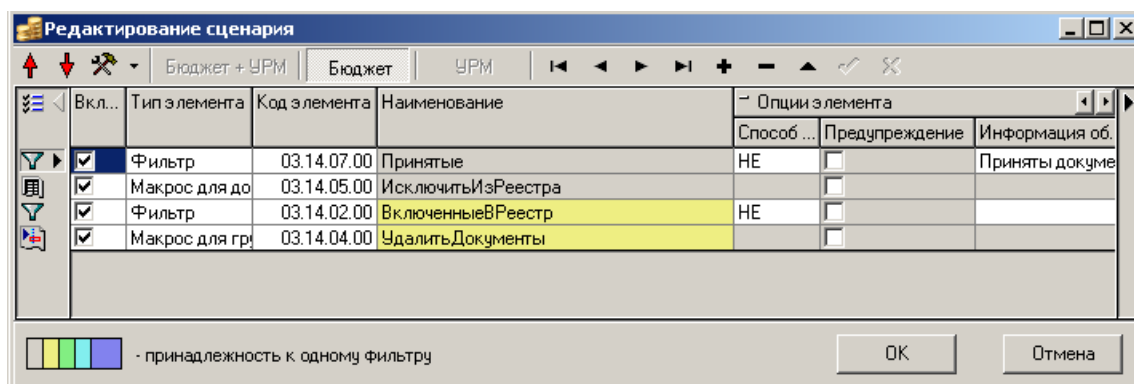 Редактирование сценария
Бюджет + УРМ Бюджет УРМ
Вкл... Тип элемента Код элемента Наименование Опции элемента
Способ ... Предупреждение Информация об.
Фильтр 03.14.07.00 Принятые НЕ Приняты докуме
Макрос для до 03.14.05.00 ИсключитьИзРеестра
Фильтр 03.14.02.00 ВключенныеВРеестр НЕ
Макрос для гру 03.14.04.00 УдалитьДокументы
- принадлежность к одному фильтру OK Отмена